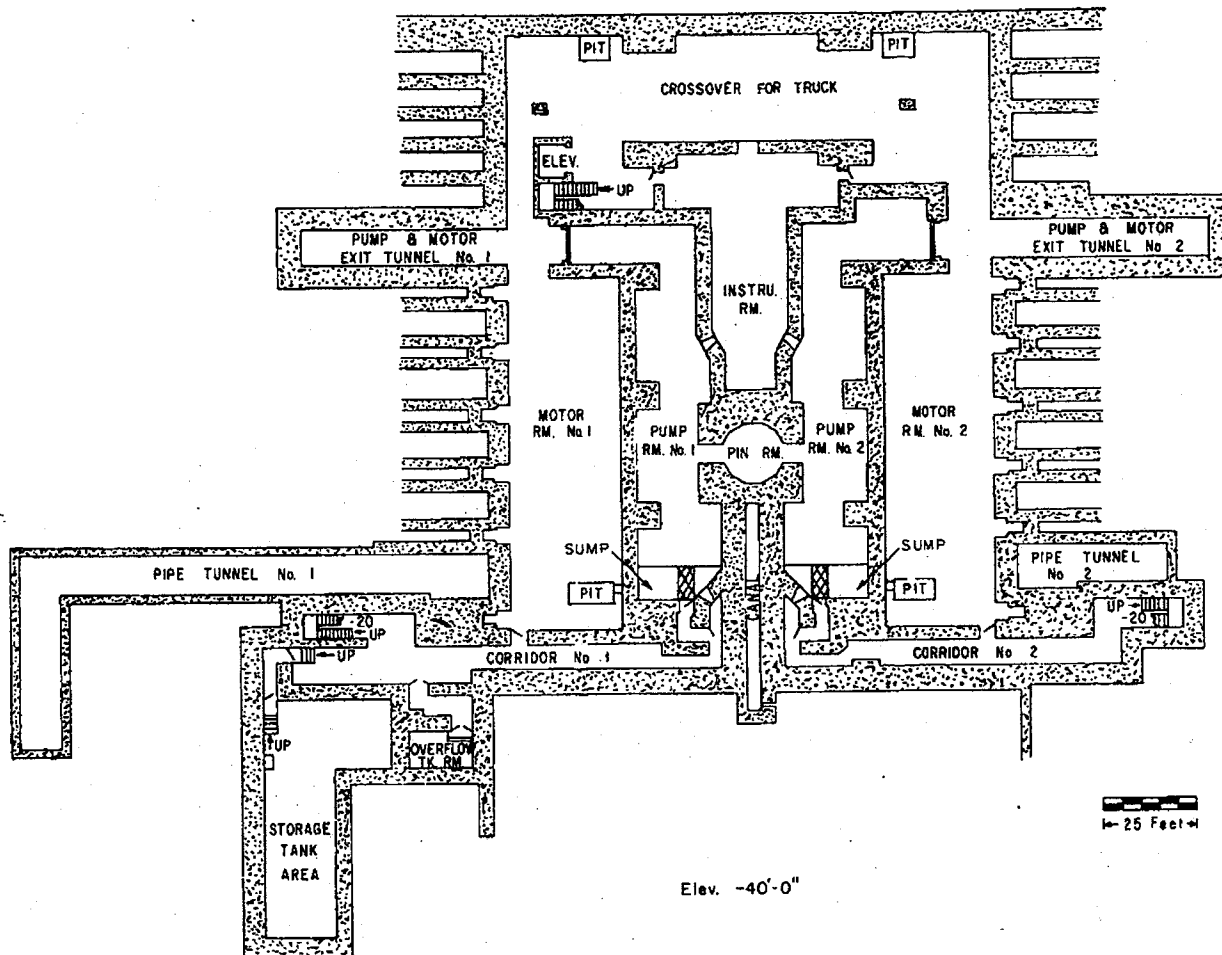 PIT
PIT
CROSSOVER FOR TRUCK
ELEV.
UP
PUMP & MOTOR
EXIT TUNNEL No. 1
PUMP & MOTOR
EXIT TUNNEL No 2
INSTRU.
RM.
MOTOR
RM. No. 1
PUMP
RM. No. 1
PIN RM.
PUMP
RM. No. 2
MOTOR
RM. No. 2
SUMP
SUMP
PIPE TUNNEL No. 1
PIPE TUNNEL
No 2
PIT
CANAL
PIT
-20
UP
UP
20
UP
CORRIDOR No. 1
CORRIDOR No 2
UP
OVERFLOW
TK. RM.
STORAGE
TANK
AREA
25 Feet
Elev. -40'-0"